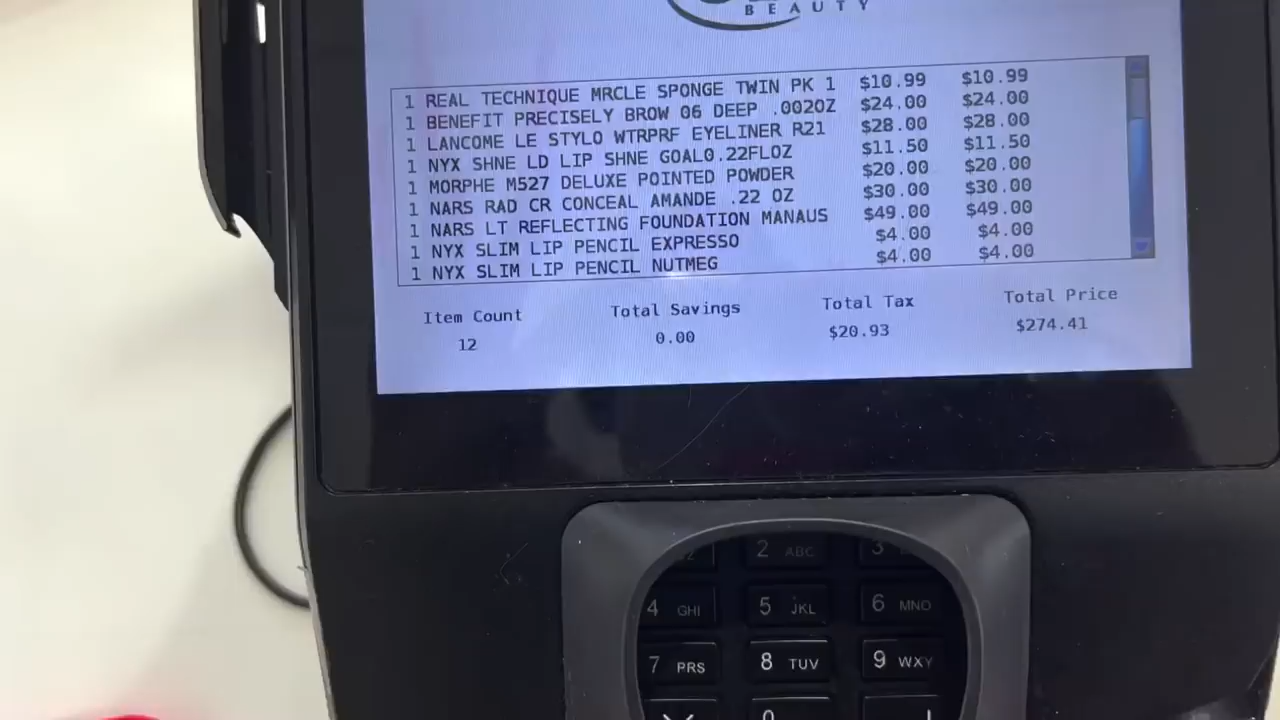 BEAUTY
1 REAL TECHNIQUE MRCLE SPONGE TWIN PK 1 $10.99 $10.99
1 BENEFIT PRECISELY BROW 06 DEEP .002OZ $24.00 $24.00
1 LANCOME LE STYLO WTRPRF EYELINER R21 $28.00 $28.00
1 NYX SHNE LD LIP SHNE GOAL0.22FLOZ $11.50 $11.50
1 MORPHE M527 DELUXE POINTED POWDER $20.00 $20.00
1 NARS RAD CR CONCEAL AMANDE .22 OZ $30.00 $30.00
1 NARS LT REFLECTING FOUNDATION MANAUS $49.00 $49.00
1 NYX SLIM LIP PENCIL EXPRESSO $4.00 $4.00
1 NYX SLIM LIP PENCIL NUTMEG $4.00 $4.00
Item Count Total Savings Total Tax Total Price
12 0.00 $20.93 $274.41
2 ABC 3
4 GHI 5 JKL 6 MNO
7 PRS 8 TUV 9 WXY
0